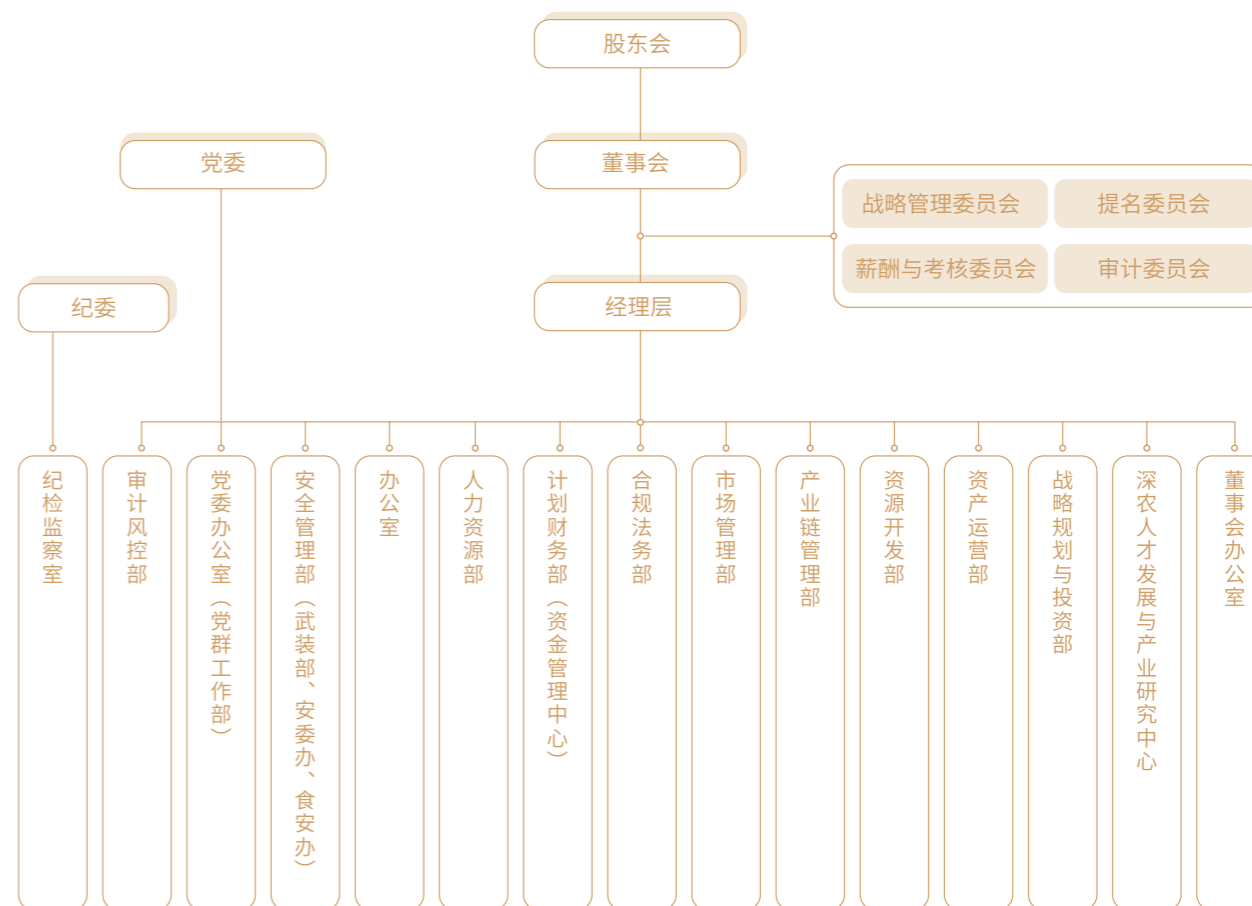 股东会
党委
董事会
战略管理委员会
提名委员会
薪酬与考核委员会
审计委员会
纪委
经理层
纪检监察室
审计风控部
党委办公室（党群工作部）
安全管理部（武装部、安委办、食安办）
办公室
人力资源部
计划财务部（资金管理中心）
合规法务部
市场管理部
产业链管理部
资源开发部
资产运营部
战略规划与投资部
深农人才发展与产业研究中心
董事会办公室